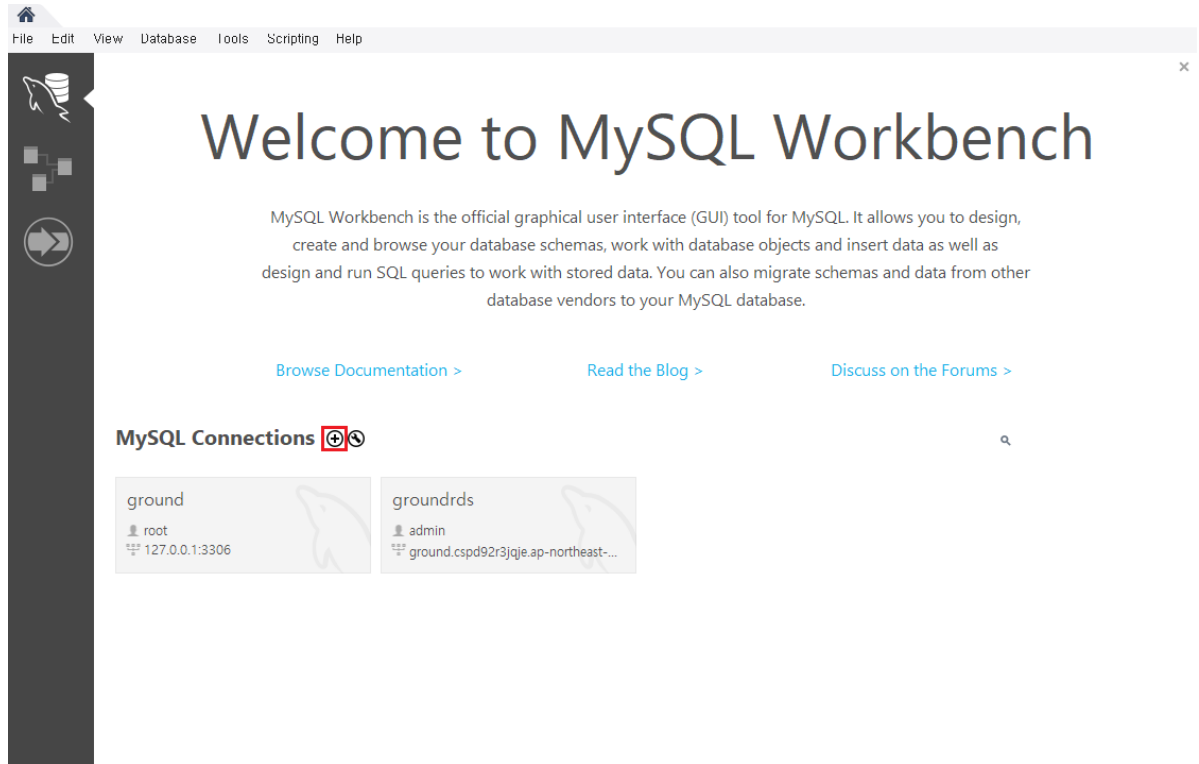 File Edit View Database Tools Scripting Help
Welcome to MySQL Workbench
MySQL Workbench is the official graphical user interface (GUI) tool for MySQL. It allows you to design,
create and browse your database schemas, work with database objects and insert data as well as
design and run SQL queries to work with stored data. You can also migrate schemas and data from other
database vendors to your MySQL database.
Browse Documentation > Read the Blog > Discuss on the Forums >
MySQL Connections
ground
root
127.0.0.1:3306
groundrds
admin
ground.cspd92r3jqje.ap-northeast-...